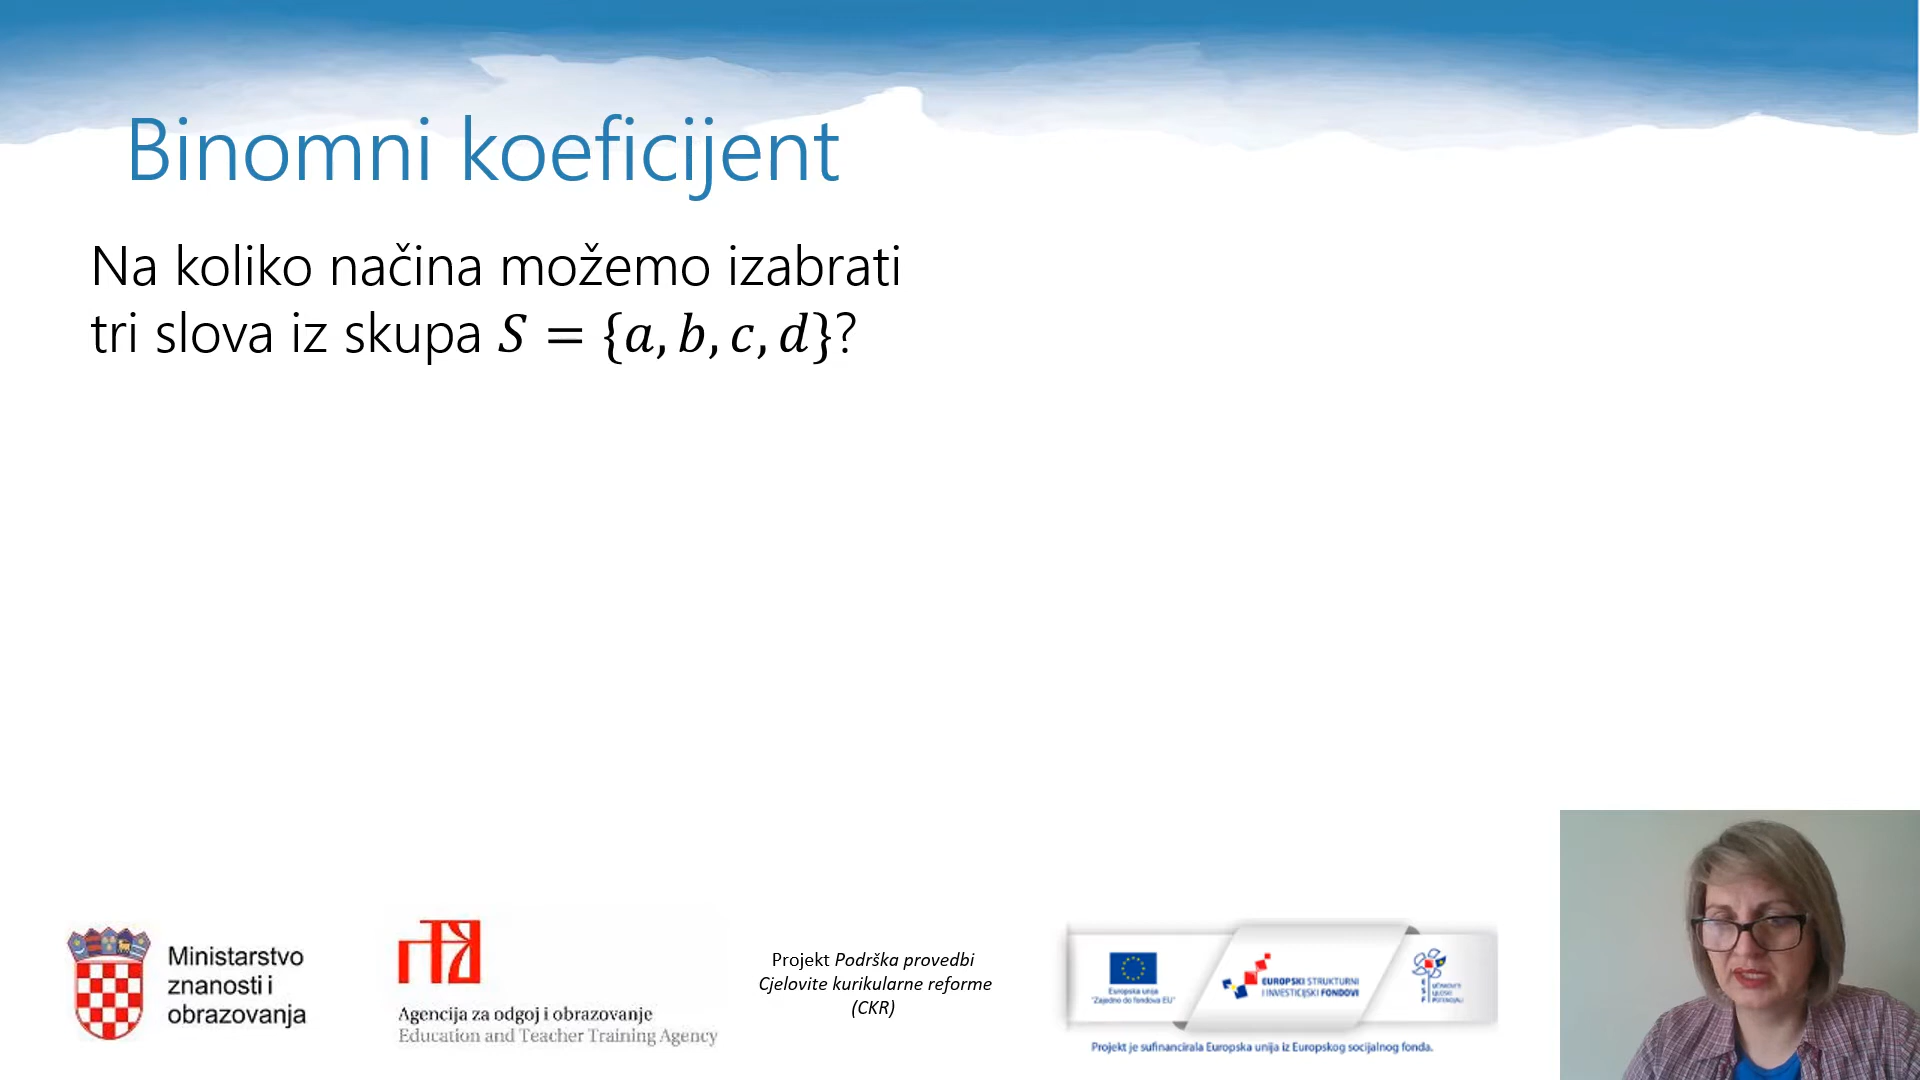 Binomni koeficijent
Na koliko načina možemo izabrati
tri slova iz skupa S = {a, b, c, d}?
Ministarstvo
znanosti i
obrazovanja
Agencija za odgoj i obrazovanje
Education and Teacher Training Agency
Projekt Podrška provedbi
Cjelovite kurikularne reforme
(CKR)
Europska unija
"Zajedno do fondova EU"
EUROPSKI STRUKTURNI
I INVESTICIJSKI FONDOVI
Projekt je sufinancirala Europska unija iz Europskog socijalnog fonda.